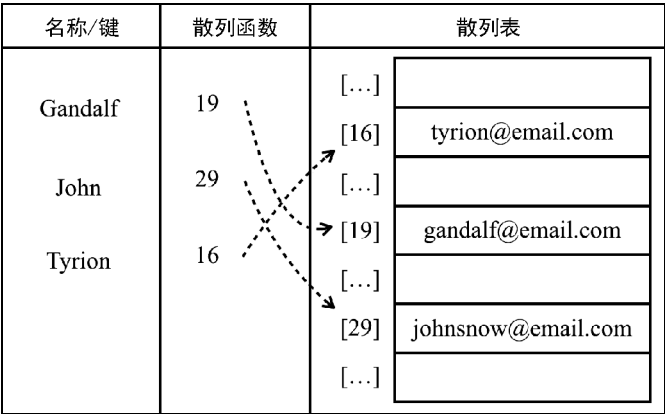 名称/键 散列函数 散列表
[…]
Gandalf 19
[16] tyrion@email.com
John 29 […]
[19] gandalf@email.com
Tyrion 16
[…]
[29] johnsnow@email.com
[…]